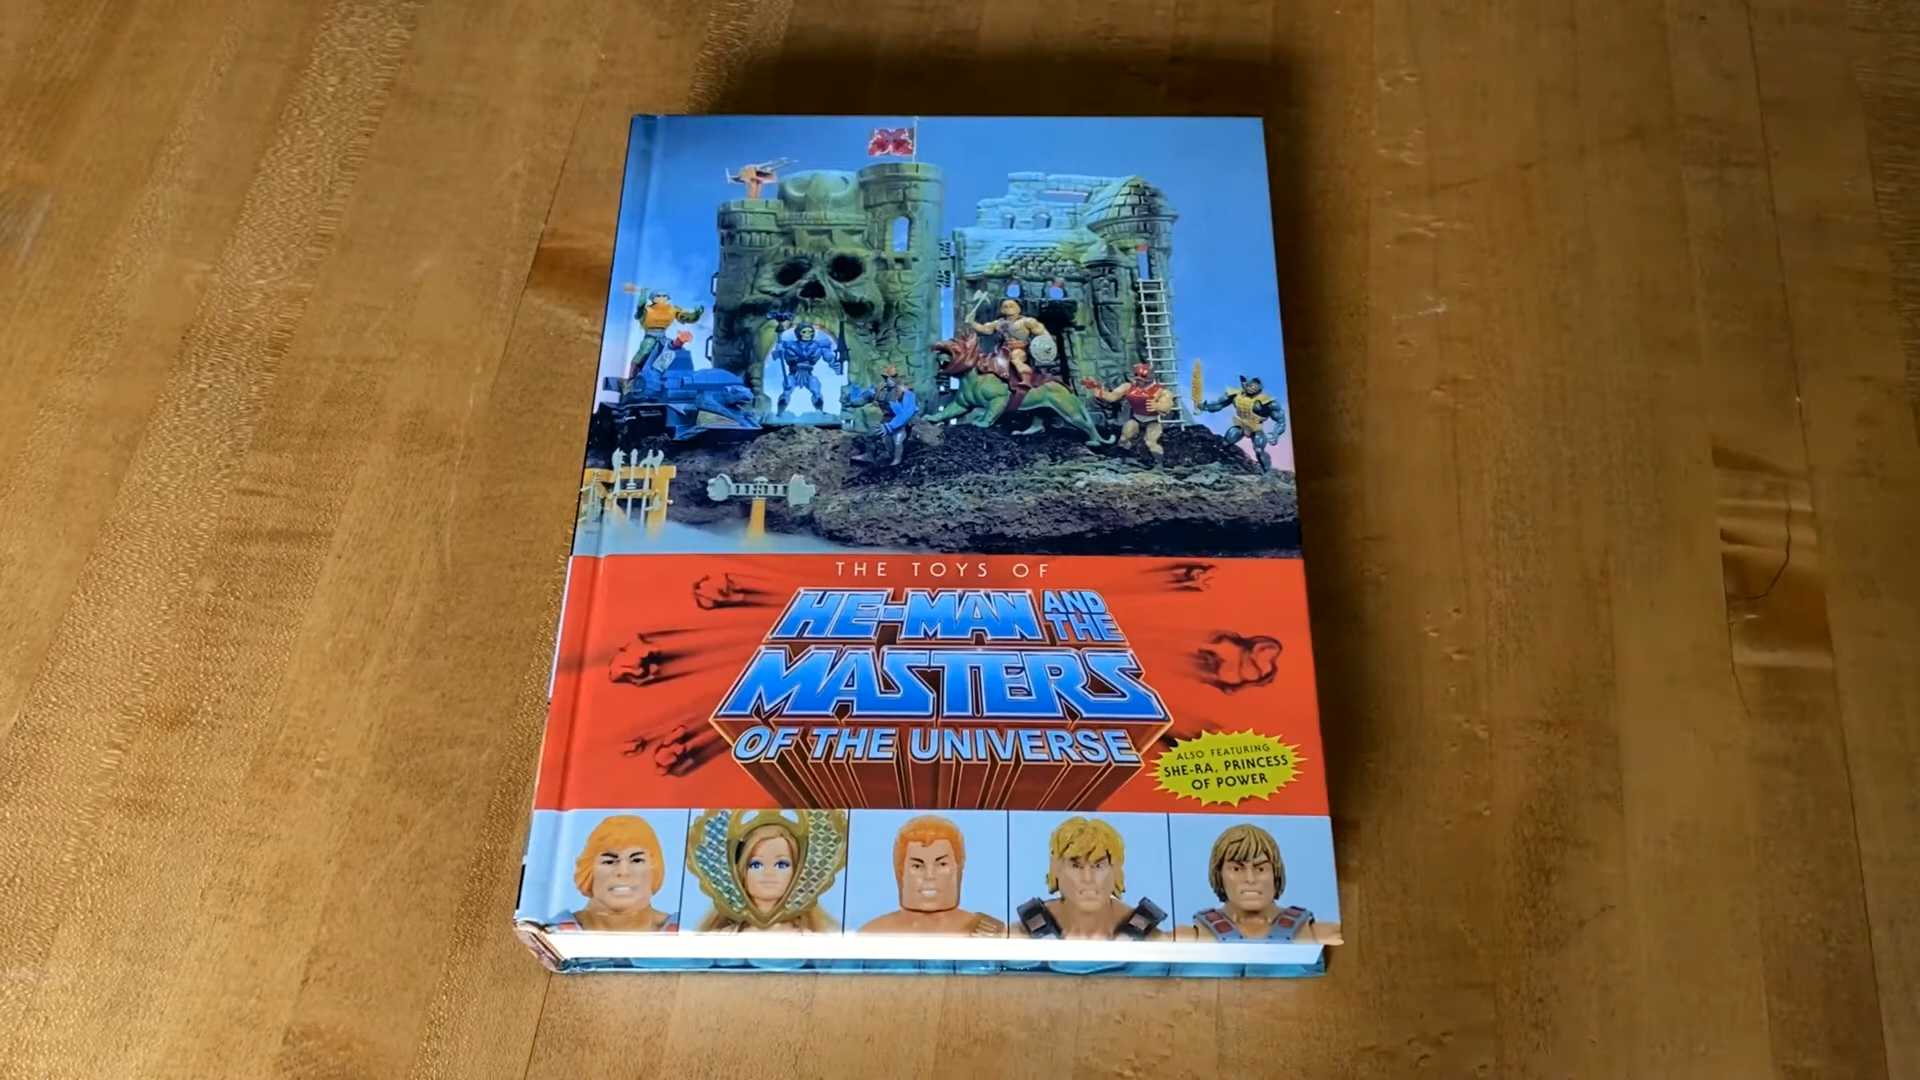 THE TOYS OF
HE-MAN AND THE
MASTERS
OF THE UNIVERSE
ALSO FEATURING
SHE-RA, PRINCESS
OF POWER